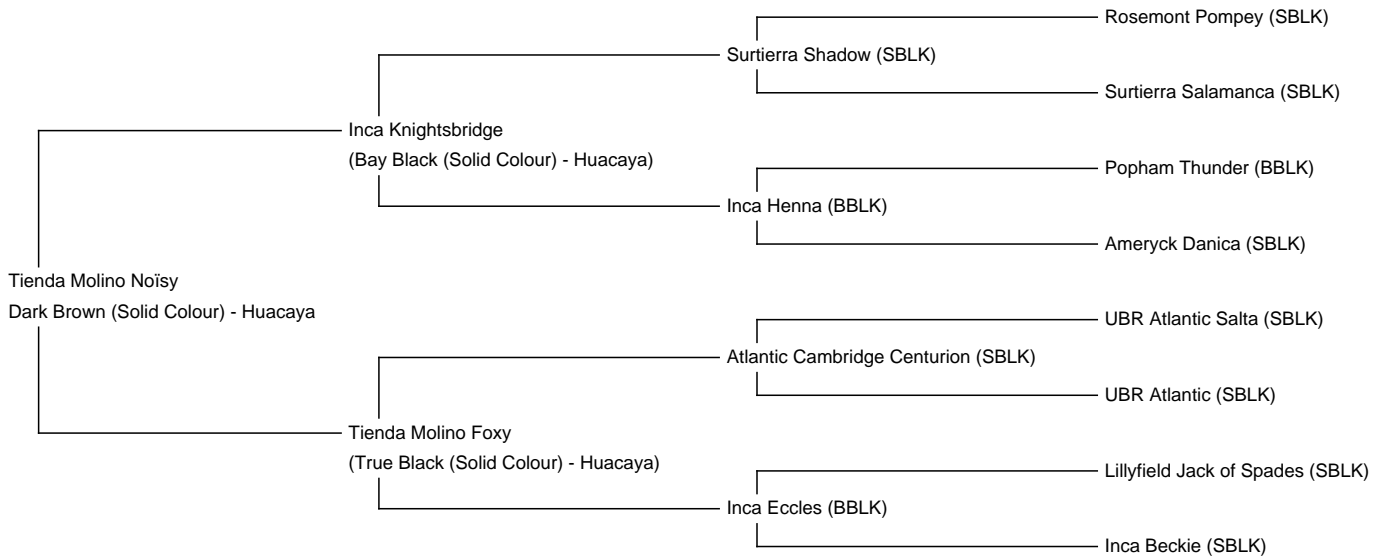 Rosemont Pompey (SBLK)
Surtierra Shadow (SBLK)
Surtierra Salamanca (SBLK)
Inca Knightsbridge
(Bay Black (Solid Colour) - Huacaya)
Popham Thunder (BBLK)
Inca Henna (BBLK)
Ameryck Danica (SBLK)
Tienda Molino Noïsy
Dark Brown (Solid Colour) - Huacaya
UBR Atlantic Salta (SBLK)
Atlantic Cambridge Centurion (SBLK)
UBR Atlantic (SBLK)
Tienda Molino Foxy
(True Black (Solid Colour) - Huacaya)
Lillyfield Jack of Spades (SBLK)
Inca Eccles (BBLK)
Inca Beckie (SBLK)